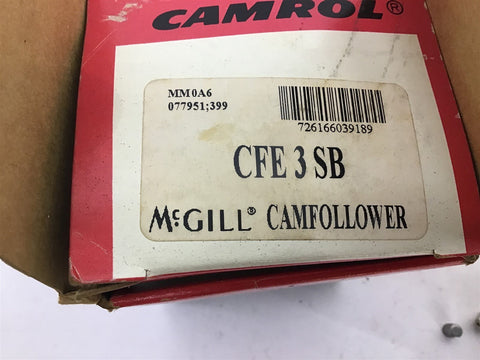 CAMROL®
MM0A6
077951;399
726166039189
CFE 3 SB
McGILL® CAMFOLLOWER